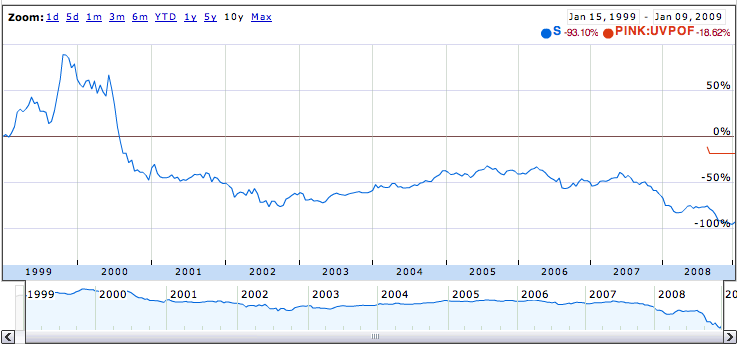 Zoom: 1d 5d 1m 3m 6m YTD 1y 5y 10y Max
Jan 15, 1999 - Jan 09, 2009
S -93.10% PINK:UVPOF -18.62%
50%
0%
-50%
-100%
1999 2000 2001 2002 2003 2004 2005 2006 2007 2008
1999 2000 2001 2002 2003 2004 2005 2006 2007 2008 20